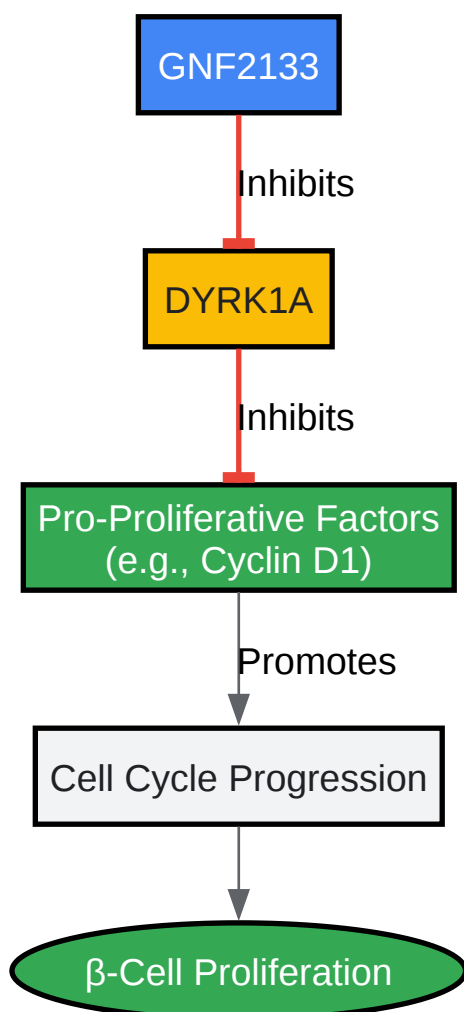 GNF2133
Inhibits
DYRK1A
Inhibits
Pro-Proliferative Factors
(e.g., Cyclin D1)
Promotes
Cell Cycle Progression
β-Cell Proliferation